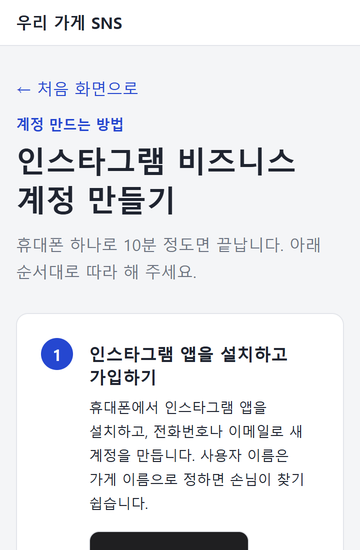 우리 가게 SNS
← 처음 화면으로
계정 만드는 방법
인스타그램 비즈니스
계정 만들기
휴대폰 하나로 10분 정도면 끝납니다. 아래
순서대로 따라 해 주세요.
1 인스타그램 앱을 설치하고
가입하기
휴대폰에서 인스타그램 앱을
설치하고, 전화번호나 이메일로 새
계정을 만듭니다. 사용자 이름은
가게 이름으로 정하면 손님이 찾기
쉽습니다.